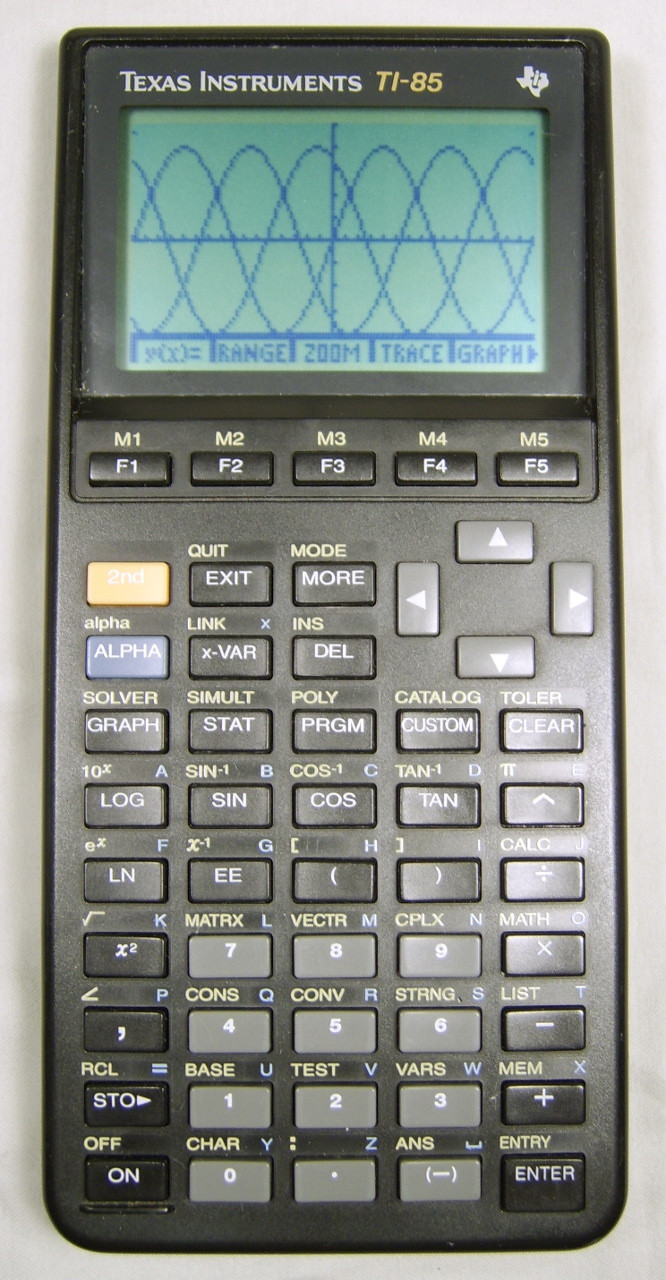 TEXAS INSTRUMENTS TI-85
y(x)= RANGE ZOOM TRACE GRAPH
M1 M2 M3 M4 M5
F1 F2 F3 F4 F5
QUIT MODE
2nd EXIT MORE
alpha LINK x INS
ALPHA x-VAR DEL
SOLVER SIMULT POLY CATALOG TOLER
GRAPH STAT PRGM CUSTOM CLEAR
10ˣ A SIN⁻¹ B COS⁻¹ C TAN⁻¹ D π E
LOG SIN COS TAN ^
eˣ F x⁻¹ G [ H ] I CALC J
LN EE ( ) ÷
√ K MATRX L VECTR M CPLX N MATH O
x² 7 8 9 ×
∠ P CONS Q CONV R STRNG S LIST T
, 4 5 6 −
RCL = BASE U TEST V VARS W MEM X
STO► 1 2 3 +
OFF CHAR Y : Z ANS ⎵ ENTRY
ON 0 . (−) ENTER